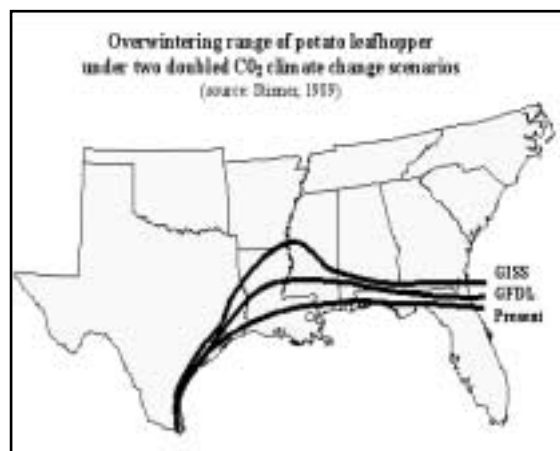 Overwintering range of potato leafhopper
under two doubled CO₂ climate change scenarios
(source: Stinner, 1989)
GISS
GFDL
Present